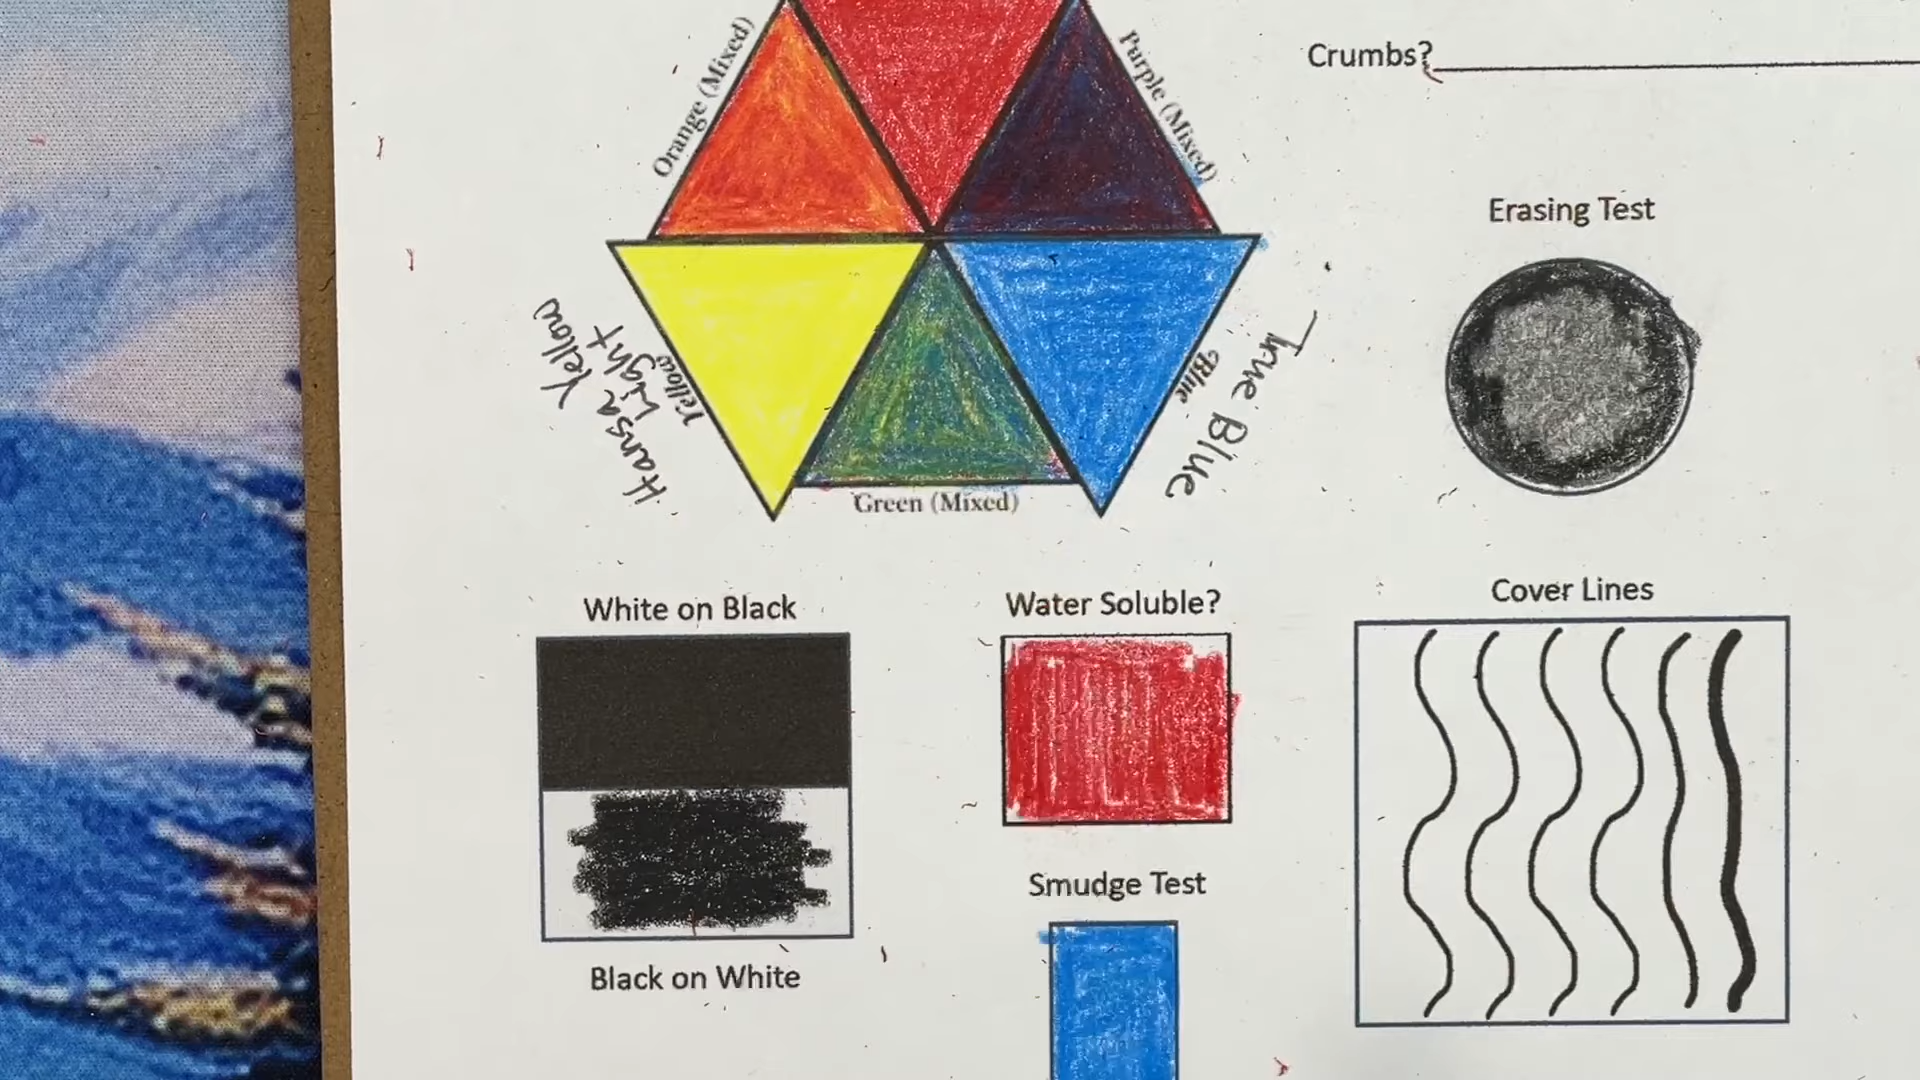 Crumbs?
Orange (Mixed)
Purple (Mixed)
Erasing Test
Hansa Yellow
Light
Yellow
Blue
True Blue
Green (Mixed)
White on Black
Water Soluble?
Cover Lines
Smudge Test
Black on White